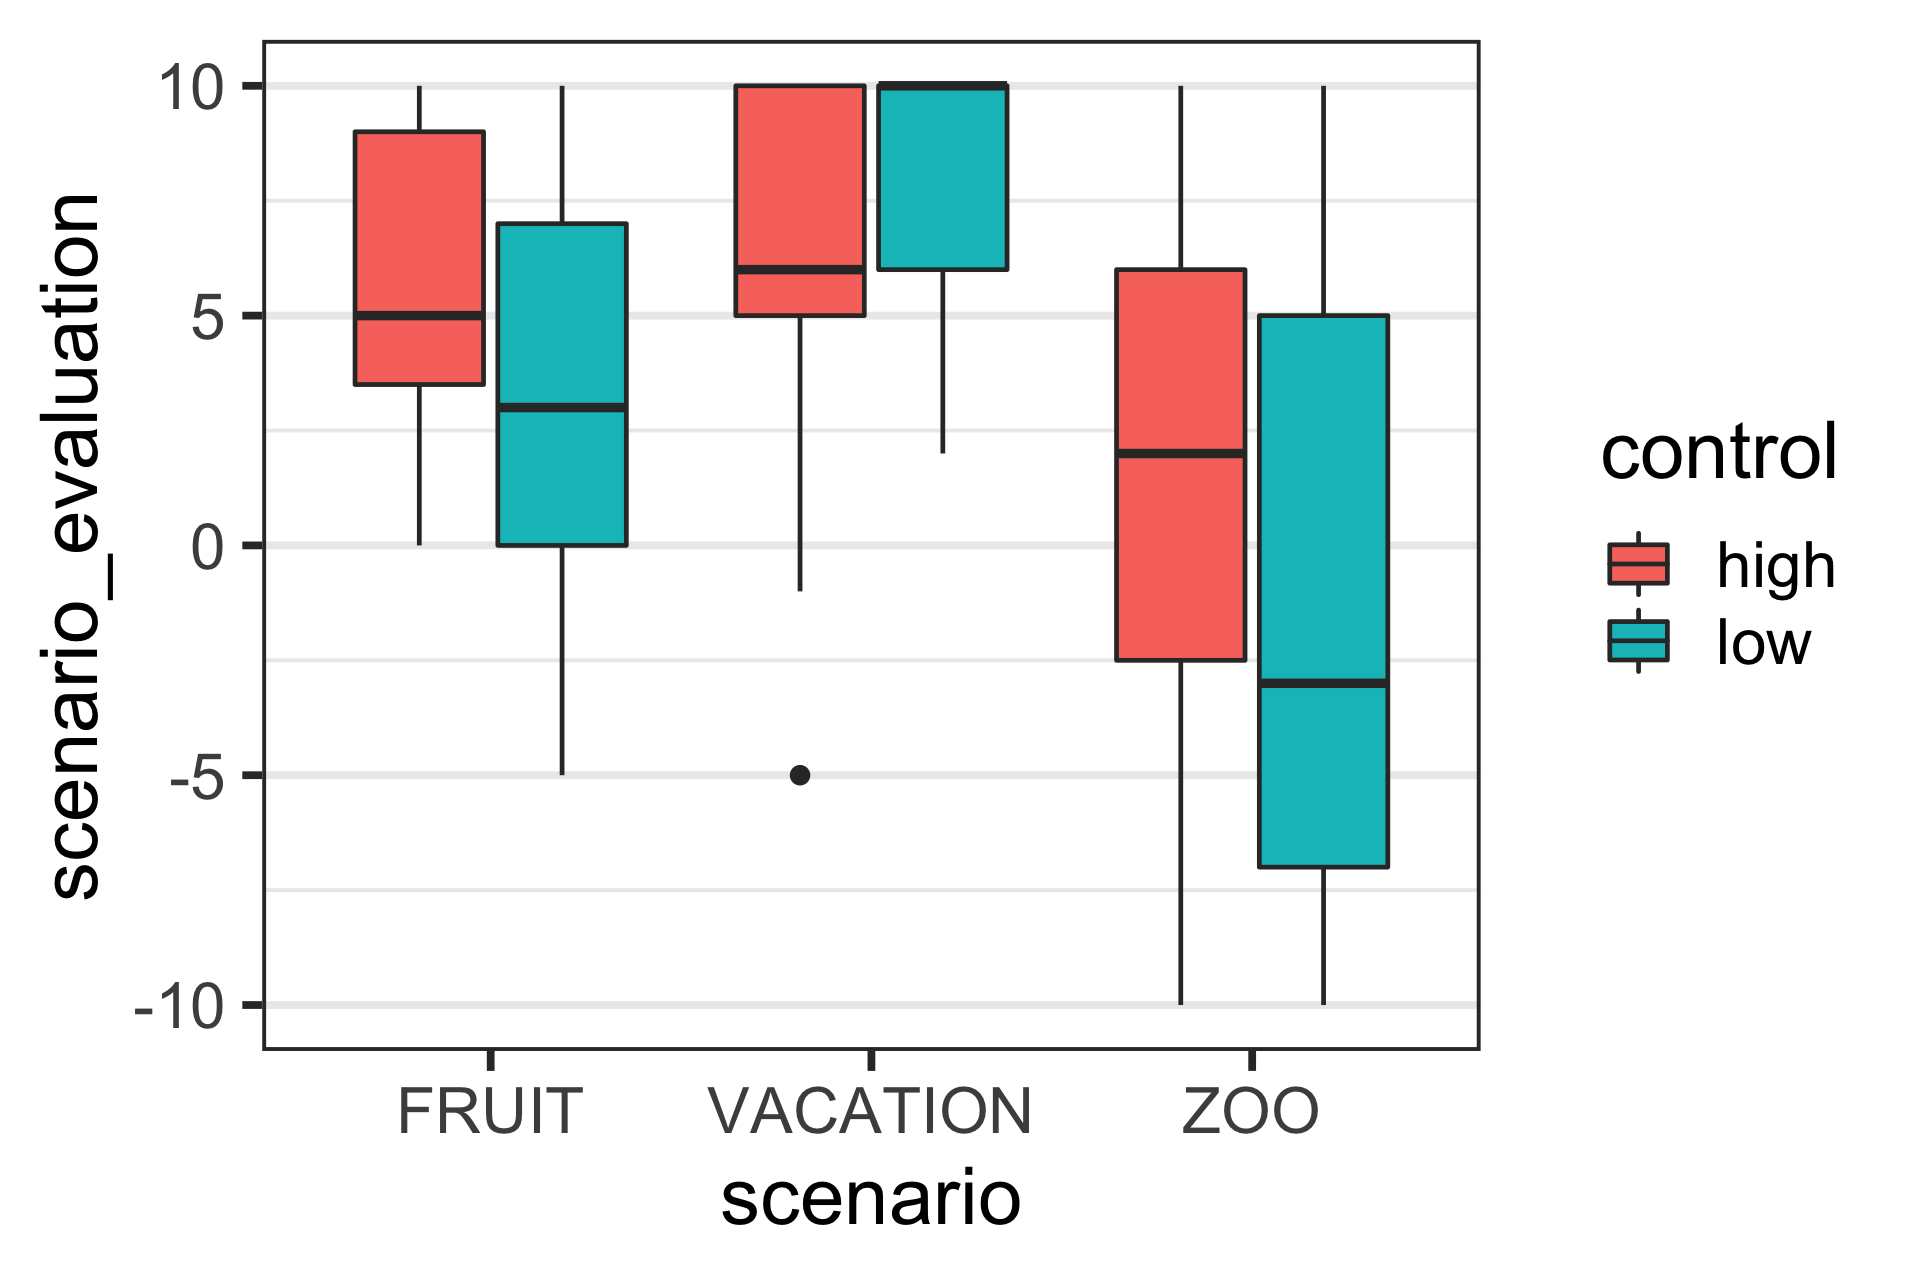 scenario_evaluation
10
5
0
-5
-10
FRUIT VACATION ZOO
scenario
control
high
low